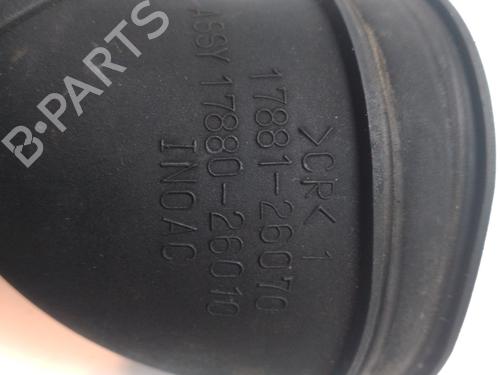 >CR< 1
17881-26070
ASSY 17880-26010
INOAC
B-PARTS